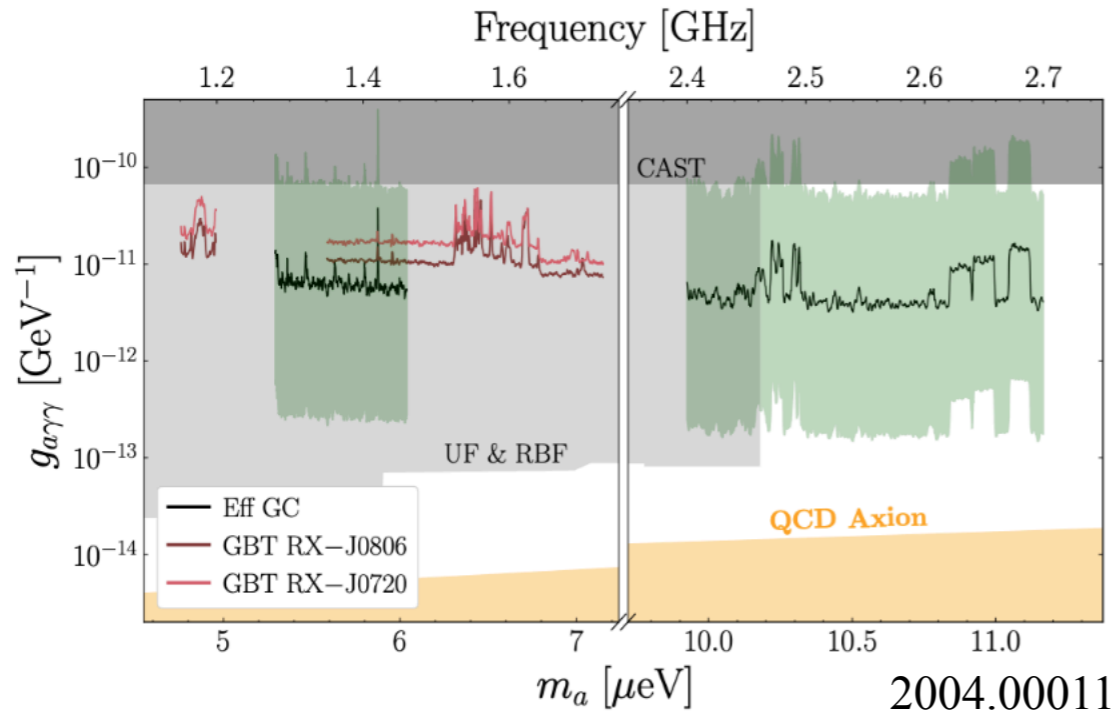 Frequency [GHz]
1.2 1.4 1.6 2.4 2.5 2.6 2.7
10⁻¹⁰
CAST
10⁻¹¹
10⁻¹²
10⁻¹³
10⁻¹⁴
g_{aγγ} [GeV⁻¹]
UF & RBF
Eff GC
GBT RX−J0806
GBT RX−J0720
QCD Axion
5 6 7 10.0 10.5 11.0
m_a [μeV]
2004.00011